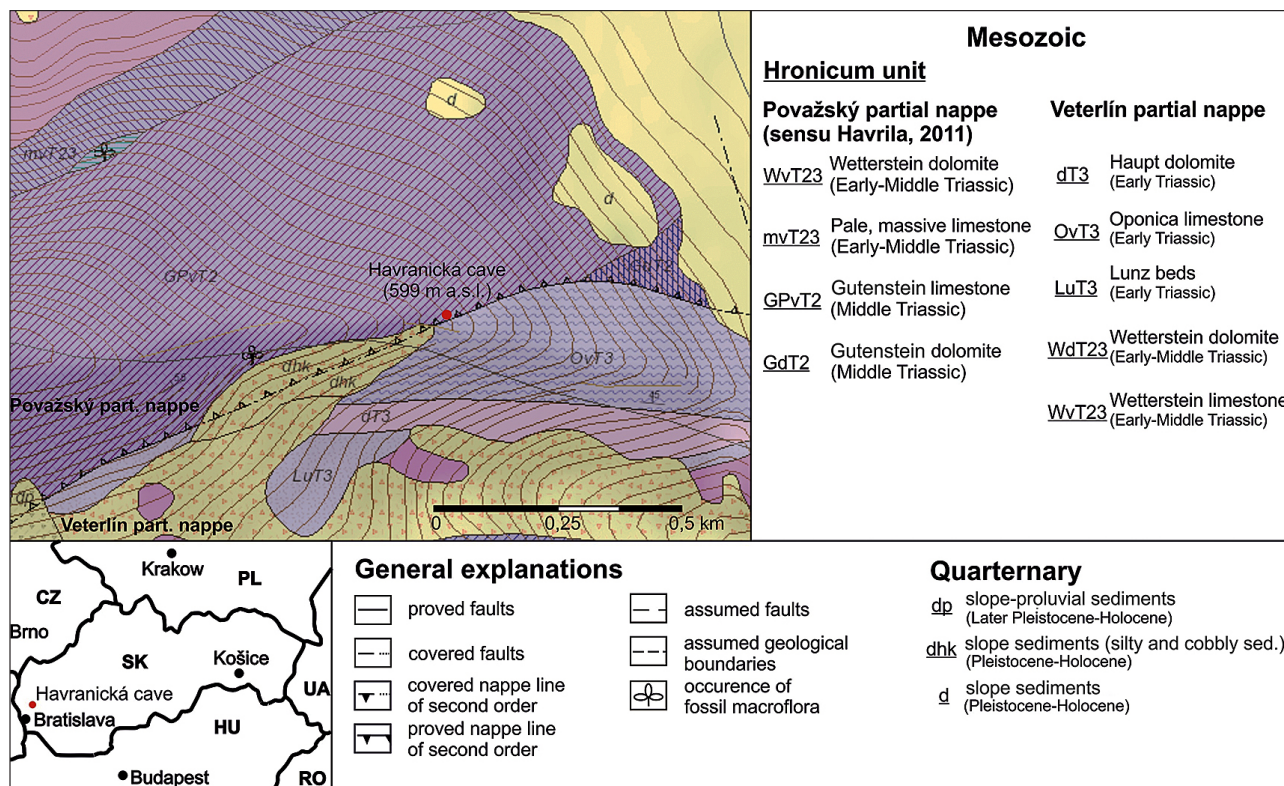 d
mvT23
d
GPvT2
Havranická cave
(599 m a.s.l.)
OvT3
dhk
dhk
45
45
Považský part. nappe
dT3
LuT3
dp
Veterlín part. nappe
0
0,25
0,5 km
Mesozoic
Hronicum unit
Považský partial nappe
(sensu Havrila, 2011)
WvT23 Wetterstein dolomite
(Early-Middle Triassic)
mvT23 Pale, massive limestone
(Early-Middle Triassic)
GPvT2 Gutenstein limestone
(Middle Triassic)
GdT2 Gutenstein dolomite
(Middle Triassic)
Veterlín partial nappe
dT3 Haupt dolomite
(Early Triassic)
OvT3 Oponica limestone
(Early Triassic)
LuT3 Lunz beds
(Early Triassic)
WdT23 Wetterstein dolomite
(Early-Middle Triassic)
WvT23 Wetterstein limestone
(Early-Middle Triassic)
Krakow
PL
CZ
Brno
SK
Košice
UA
Havranická cave
Bratislava
HU
Budapest
RO
General explanations
proved faults
covered faults
covered nappe line
of second order
proved nappe line
of second order
assumed faults
assumed geological
boundaries
occurence of
fossil macroflora
Quarternary
dp slope-proluvial sediments
(Later Pleistocene-Holocene)
dhk slope sediments (silty and cobbly sed.)
(Pleistocene-Holocene)
d slope sediments
(Pleistocene-Holocene)